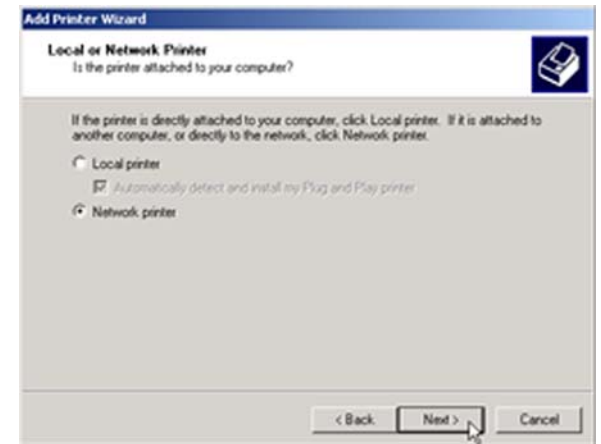 Add Printer Wizard
Local or Network Printer
Is the printer attached to your computer?
If the printer is directly attached to your computer, click Local printer. If it is attached to
another computer, or directly to the network, click Network printer.
Local printer
Automatically detect and install my Plug and Play printer
Network printer
< Back
Next >
Cancel